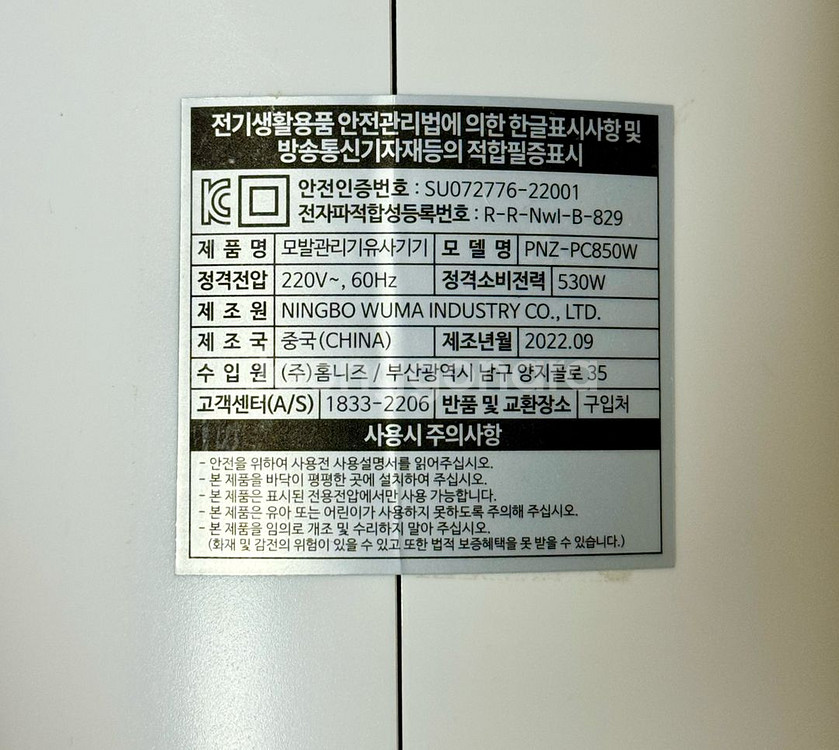 전기생활용품 안전관리법에 의한 한글표시사항 및
방송통신기자재등의 적합필증표시
안전인증번호 : SU072776-22001
전자파적합성등록번호 : R-R-NwI-B-829
제 품 명 모발관리기유사기기 모 델 명 PNZ-PC850W
정격전압 220V~, 60Hz 정격소비전력 530W
제 조 원 NINGBO WUMA INDUSTRY CO., LTD.
제 조 국 중국(CHINA) 제조년월 2022.09
수 입 원 (주)홈니즈 / 부산광역시 남구 양지골로 35
고객센터(A/S) 1833-2206 반품 및 교환장소 구입처
사용시 주의사항
- 안전을 위하여 사용전 사용설명서를 읽어주십시오.
- 본 제품을 바닥이 평평한 곳에 설치하여 주십시오.
- 본 제품은 표시된 전용전압에서만 사용 가능합니다.
- 본 제품은 유아 또는 어린이가 사용하지 못하도록 주의해 주십시오.
- 본 제품을 임의로 개조 및 수리하지 말아 주십시오.
(화재 및 감전의 위험이 있을 수 있고 또한 법적 보증혜택을 못 받을 수 있습니다.)